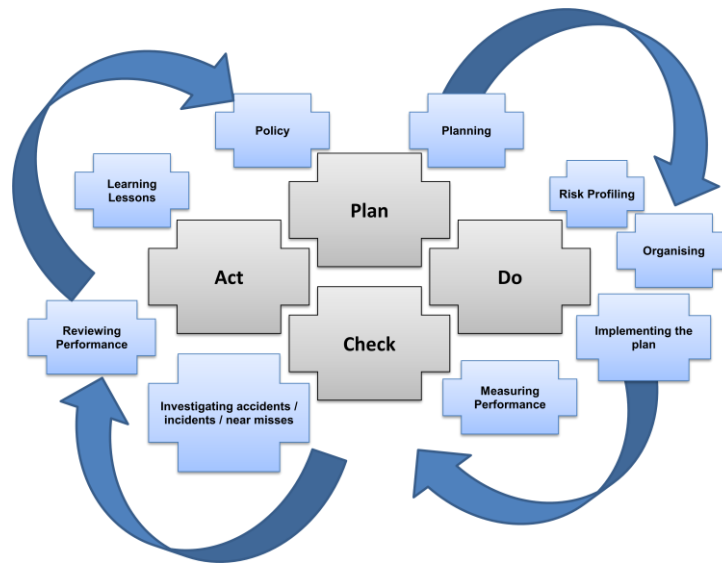 Policy
Planning
Learning
Lessons
Plan
Risk Profiling
Organising
Act
Do
Reviewing
Performance
Check
Implementing the
plan
Investigating accidents /
incidents / near misses
Measuring
Performance